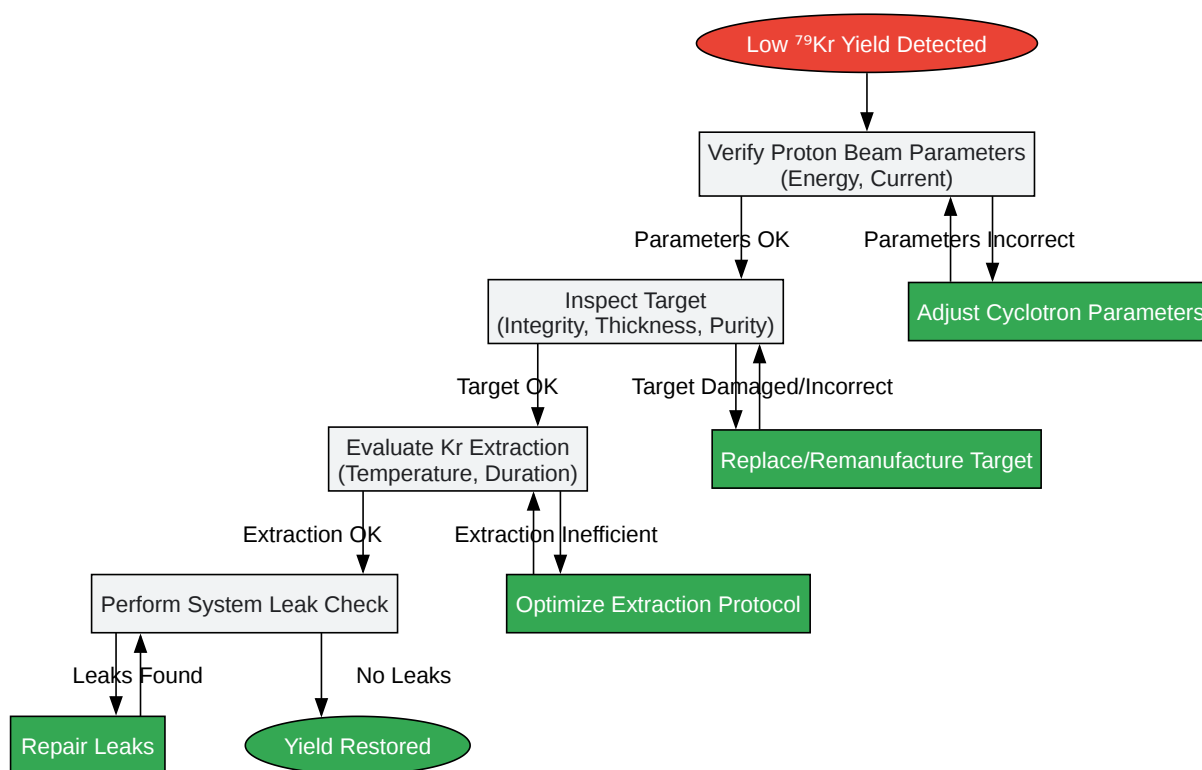 Low ⁷⁹Kr Yield Detected
Verify Proton Beam Parameters
(Energy, Current)
Parameters OK
Parameters Incorrect
Inspect Target
(Integrity, Thickness, Purity)
Adjust Cyclotron Parameters
Target OK
Target Damaged/Incorrect
Evaluate Kr Extraction
(Temperature, Duration)
Replace/Remanufacture Target
Extraction OK
Extraction Inefficient
Perform System Leak Check
Optimize Extraction Protocol
Leaks Found
No Leaks
Repair Leaks
Yield Restored